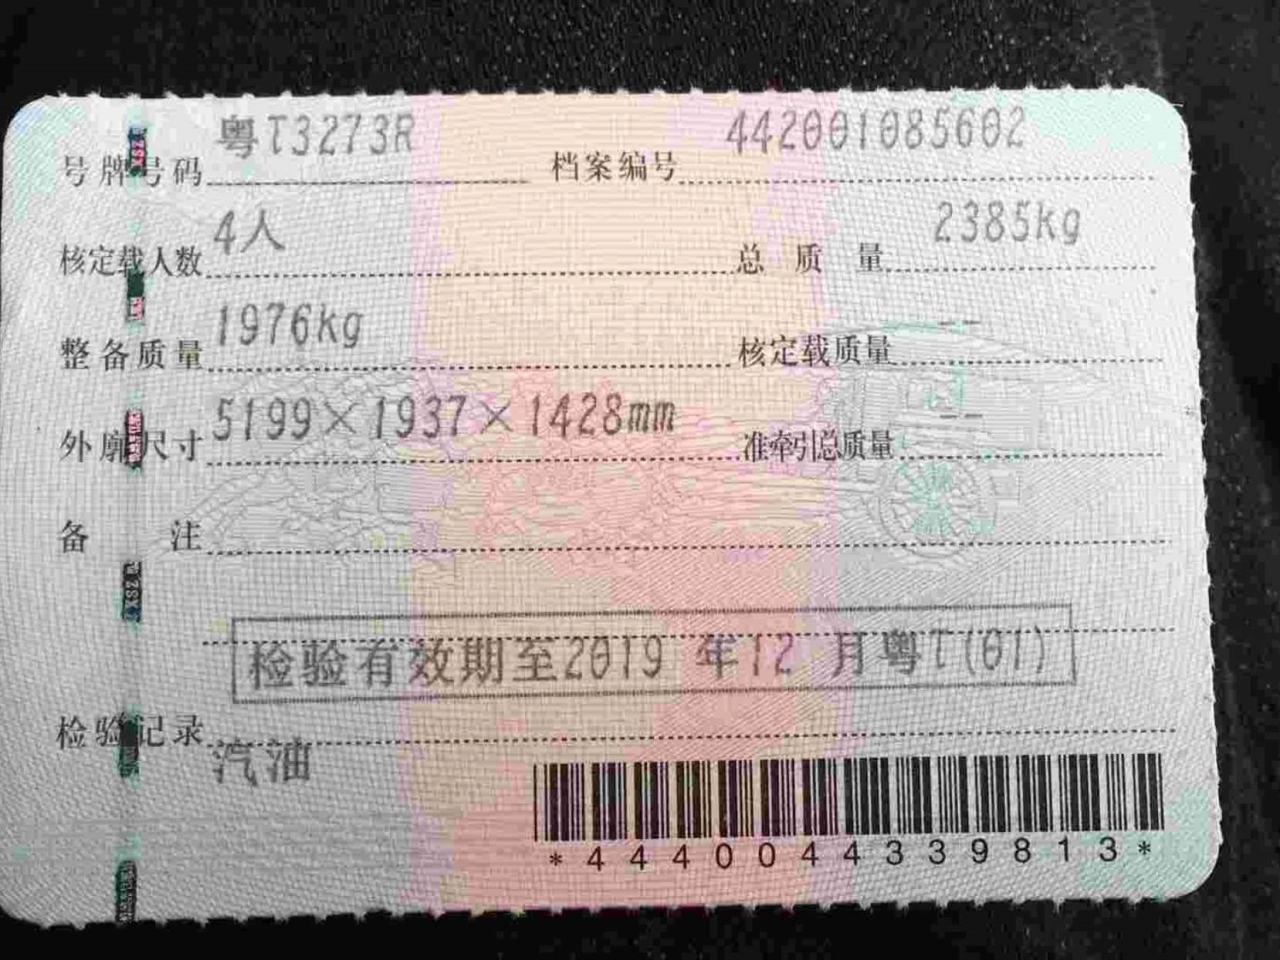 号牌号码 粤T3273R 档案编号 442001085602
核定载人数 4人 总质量 2385kg
整备质量 1976kg 核定载质量 --
外廓尺寸 5199×1937×1428mm 准牵引总质量 --
备注
检验有效期至2019 年12 月粤T(01)
检验记录
汽油
*4440044339813*